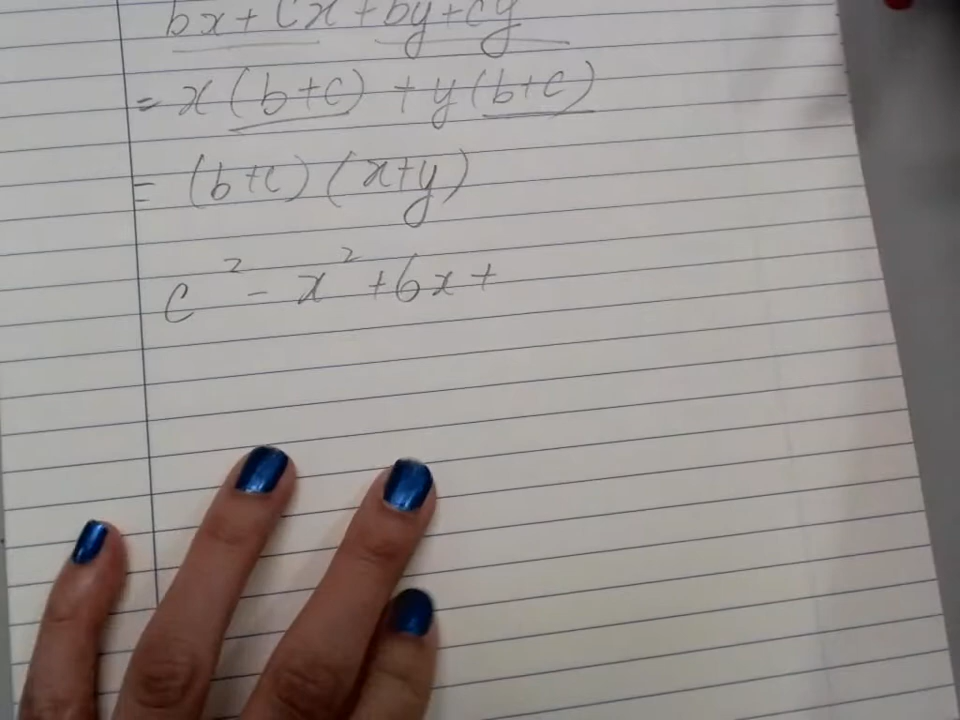 bx + cx + by + cy
= x (b+c) + y (b+c)
= (b+c) (x+y)
c² - x² + 6x +